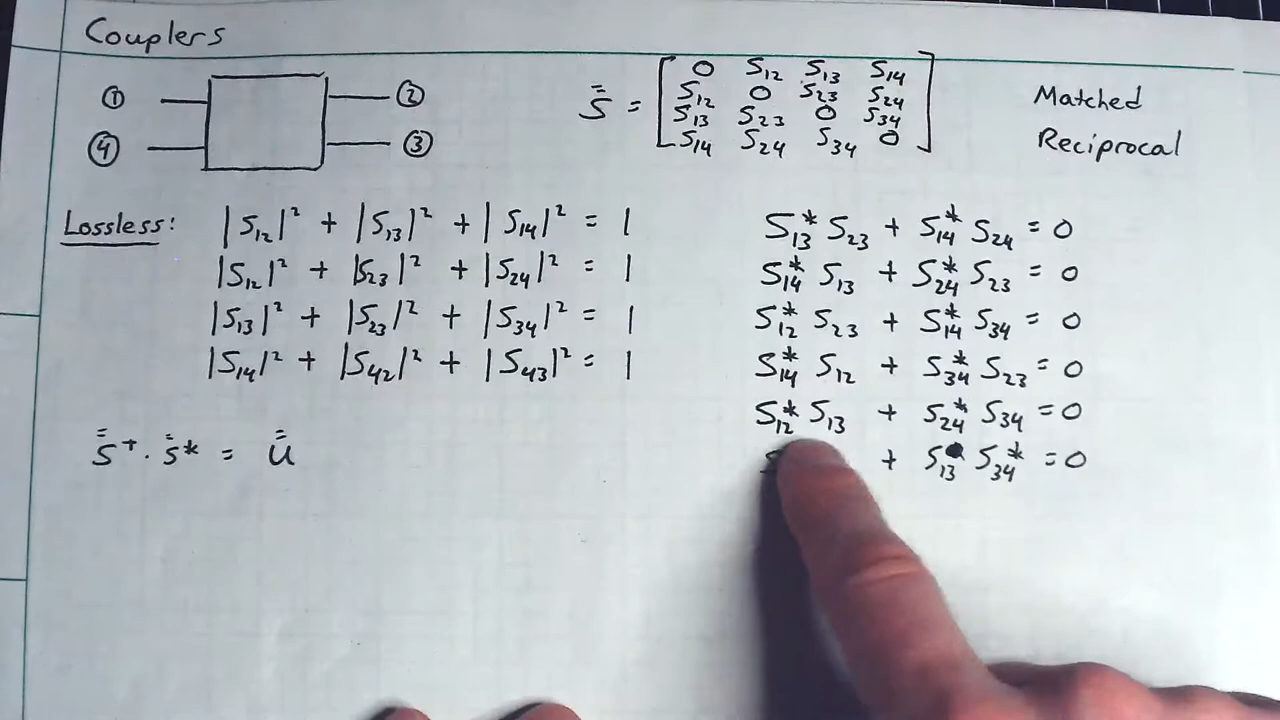 Couplers
① ②
④ ③
S̿ = [ 0 S₁₂ S₁₃ S₁₄
S₁₂ 0 S₂₃ S₂₄
S₁₃ S₂₃ 0 S₃₄
S₁₄ S₂₄ S₃₄ 0 ]
Matched
Reciprocal
Lossless: |S₁₂|² + |S₁₃|² + |S₁₄|² = 1
|S₁₂|² + |S₂₃|² + |S₂₄|² = 1
|S₁₃|² + |S₂₃|² + |S₃₄|² = 1
|S₁₄|² + |S₄₂|² + |S₄₃|² = 1
S̿⁺ · S̿* = U̿
S₁₃* S₂₃ + S₁₄* S₂₄ = 0
S₁₄* S₁₃ + S₂₄* S₂₃ = 0
S₁₂* S₂₃ + S₁₄* S₃₄ = 0
S₁₄* S₁₂ + S₃₄* S₂₃ = 0
S₁₂* S₁₃ + S₂₄* S₃₄ = 0
+ S₁₃ S₃₄* = 0